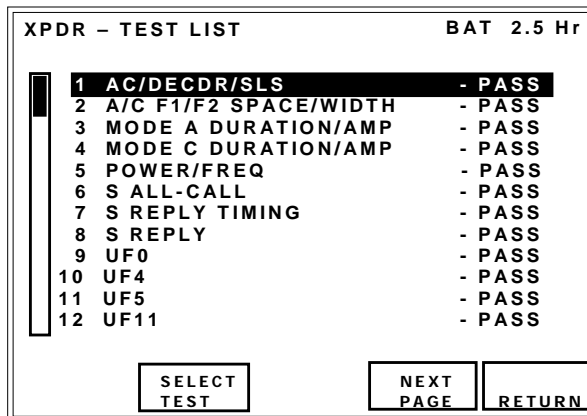 XPDR – TEST LIST BAT 2.5 Hr
1 AC/DECDR/SLS - PASS
2 A/C F1/F2 SPACE/WIDTH - PASS
3 MODE A DURATION/AMP - PASS
4 MODE C DURATION/AMP - PASS
5 POWER/FREQ - PASS
6 S ALL-CALL - PASS
7 S REPLY TIMING - PASS
8 S REPLY - PASS
9 UF0 - PASS
10 UF4 - PASS
11 UF5 - PASS
12 UF11 - PASS
SELECT TEST
NEXT PAGE
RETURN